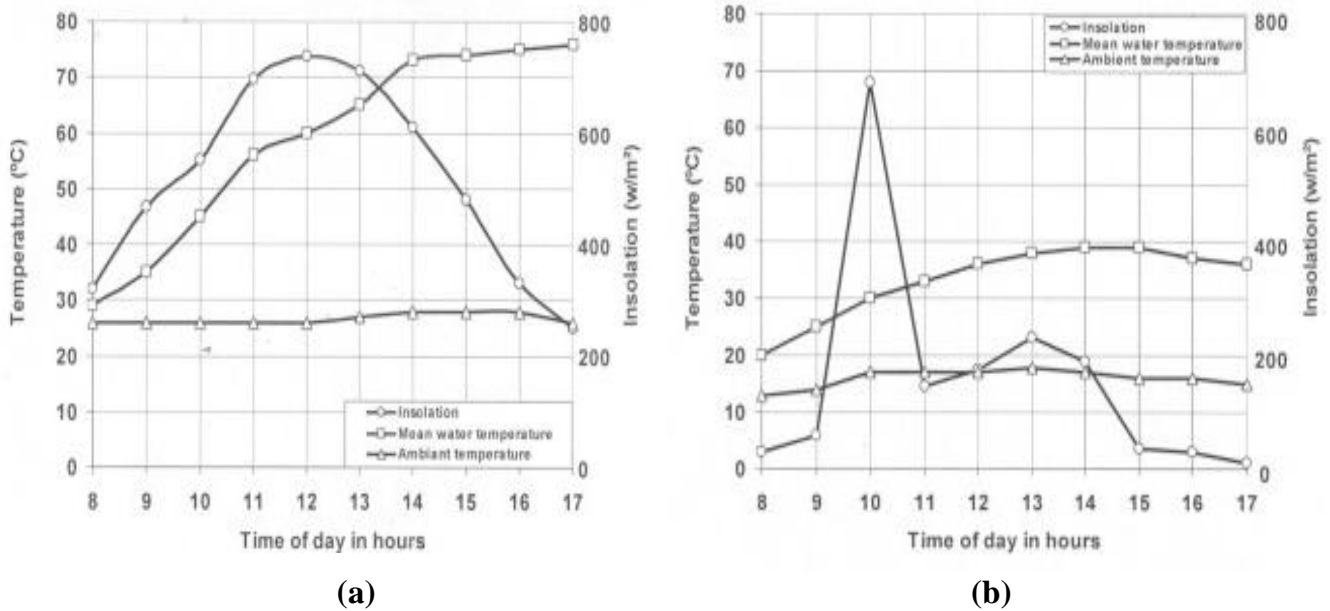 80
70
60
50
40
30
20
10
0
800
600
400
200
0
8 9 10 11 12 13 14 15 16 17
Temperature (ºC)
Insolation (w/m²)
Time of day in hours
Insolation
Mean water temperature
Ambiant temperature
(a)
80
70
60
50
40
30
20
10
0
800
600
400
200
0
8 9 10 11 12 13 14 15 16 17
Temperature (ºC)
Insolation (w/m²)
Time of day in hours
Insolation
Mean water temperature
Ambient temperature
(b)